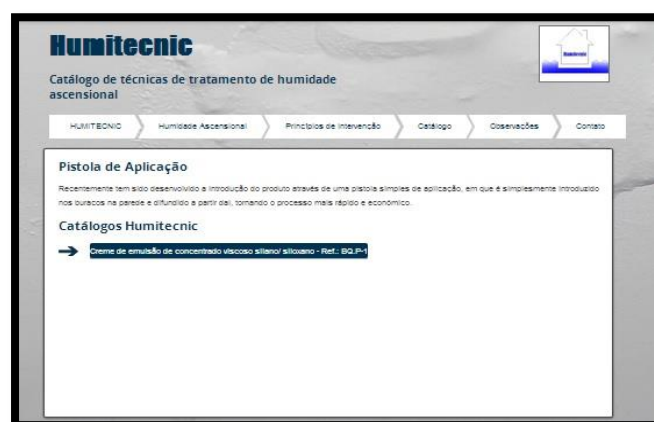 Humitecnic
Humitecnic
Catálogo de técnicas de tratamento de humidade
ascensional
HUMITECNIC
Humidade Ascensional
Princípios de Intervenção
Catálogo
Observações
Contato
Pistola de Aplicação
Recentemente tem sido desenvolvido a introdução do produto através de uma pistola simples de aplicação, em que é simplesmente introduzido
nos buracos na parede e difundido a partir daí, tornando o processo mais rápido e económico.
Catálogos Humitecnic
Creme de emulsão de concentrado viscoso silano/ siloxano - Ref.: BQ.P-1